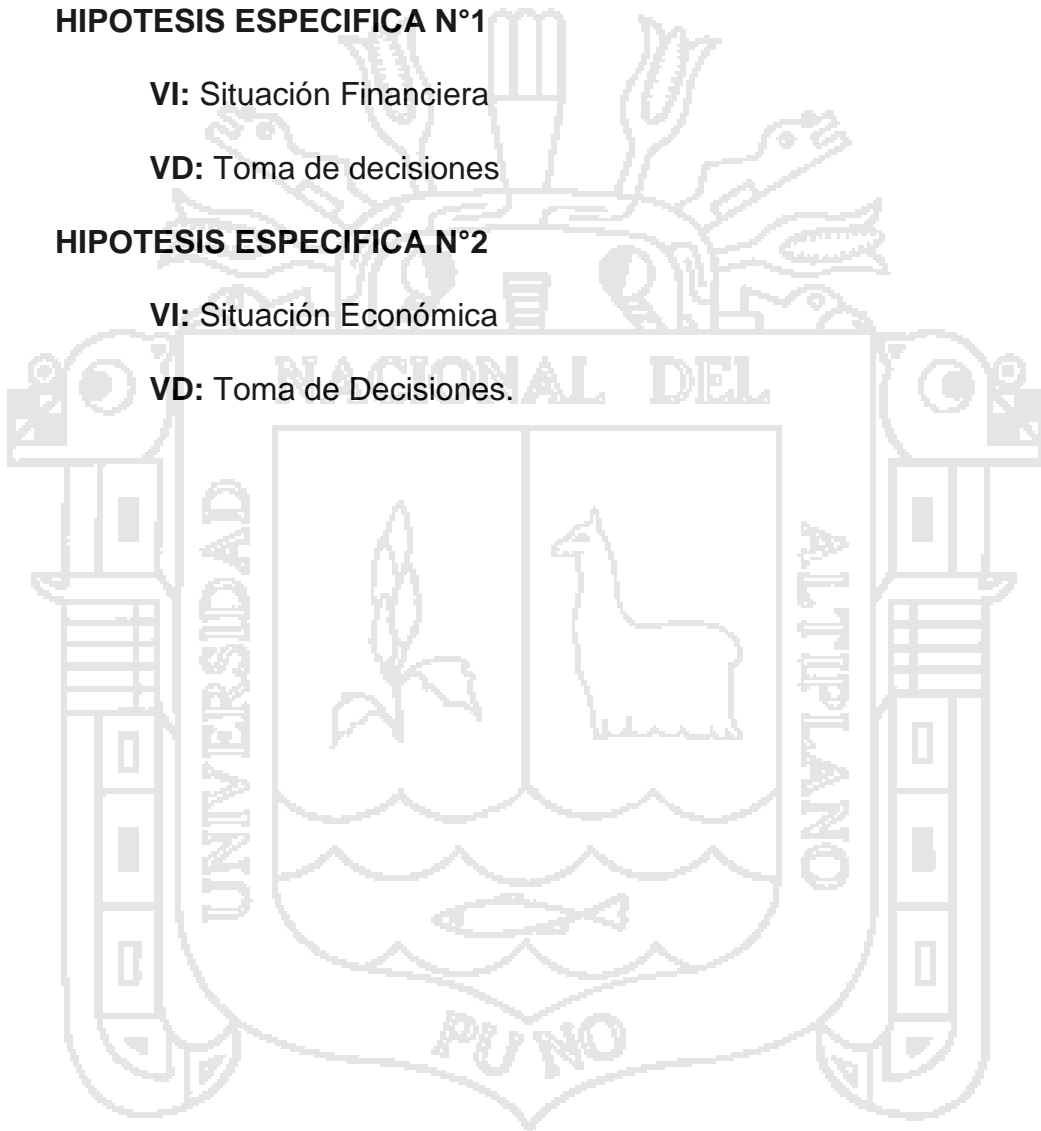 HIPOTESIS ESPECIFICA N°1
VI: Situación Financiera
VD: Toma de decisiones
HIPOTESIS ESPECIFICA N°2
VI: Situación Económica
VD: Toma de Decisiones.
NACIONAL DEL
UNIVERSIDAD
ALTIPLANO
PUNO